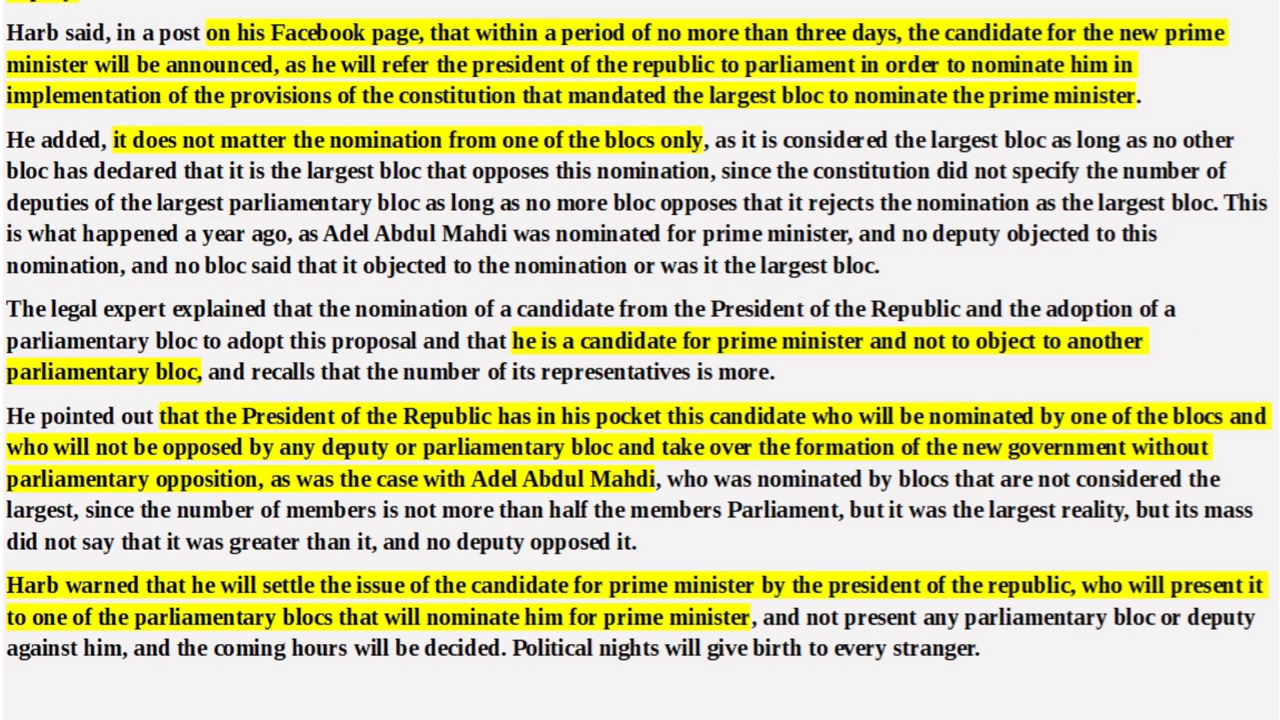 Harb said, in a post on his Facebook page, that within a period of no more than three days, the candidate for the new prime
minister will be announced, as he will refer the president of the republic to parliament in order to nominate him in
implementation of the provisions of the constitution that mandated the largest bloc to nominate the prime minister.
He added, it does not matter the nomination from one of the blocs only, as it is considered the largest bloc as long as no other
bloc has declared that it is the largest bloc that opposes this nomination, since the constitution did not specify the number of
deputies of the largest parliamentary bloc as long as no more bloc opposes that it rejects the nomination as the largest bloc. This
is what happened a year ago, as Adel Abdul Mahdi was nominated for prime minister, and no deputy objected to this
nomination, and no bloc said that it objected to the nomination or was it the largest bloc.
The legal expert explained that the nomination of a candidate from the President of the Republic and the adoption of a
parliamentary bloc to adopt this proposal and that he is a candidate for prime minister and not to object to another
parliamentary bloc, and recalls that the number of its representatives is more.
He pointed out that the President of the Republic has in his pocket this candidate who will be nominated by one of the blocs and
who will not be opposed by any deputy or parliamentary bloc and take over the formation of the new government without
parliamentary opposition, as was the case with Adel Abdul Mahdi, who was nominated by blocs that are not considered the
largest, since the number of members is not more than half the members Parliament, but it was the largest reality, but its mass
did not say that it was greater than it, and no deputy opposed it.
Harb warned that he will settle the issue of the candidate for prime minister by the president of the republic, who will present it
to one of the parliamentary blocs that will nominate him for prime minister, and not present any parliamentary bloc or deputy
against him, and the coming hours will be decided. Political nights will give birth to every stranger.